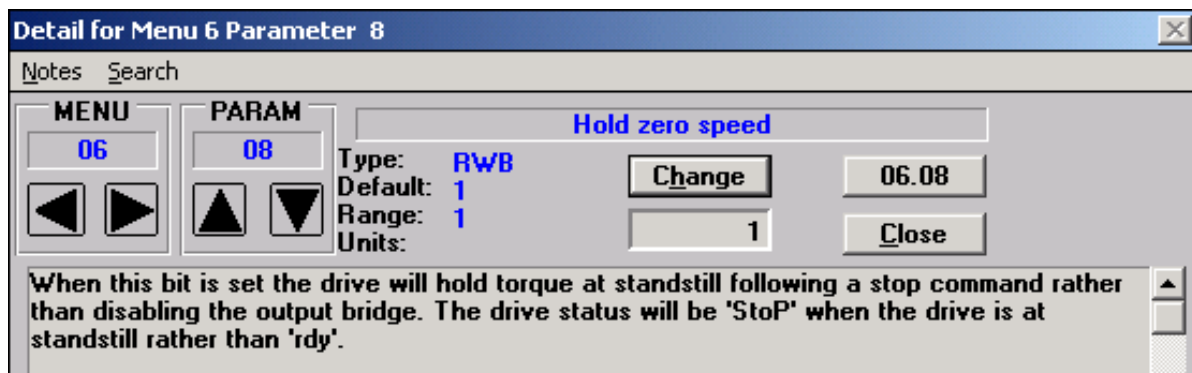 Detail for Menu 6 Parameter 8
Notes Search
MENU
06
PARAM
08
Hold zero speed
Type: RWB
Default: 1
Range: 1
Units:
Change
1
06.08
Close
When this bit is set the drive will hold torque at standstill following a stop command rather
than disabling the output bridge. The drive status will be 'StoP' when the drive is at
standstill rather than 'rdy'.